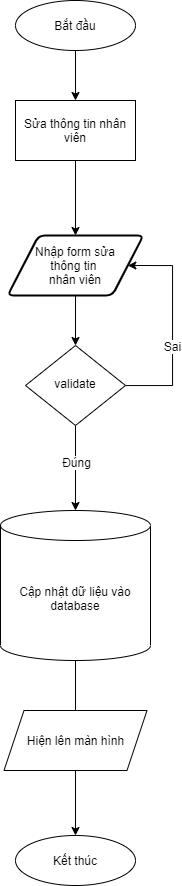 Bắt đầu
Sửa thông tin nhân
viên
Nhập form sửa
thông tin
nhân viên
Sai
validate
Đúng
Cập nhật dữ liệu vào
database
Hiện lên màn hình
Kết thúc